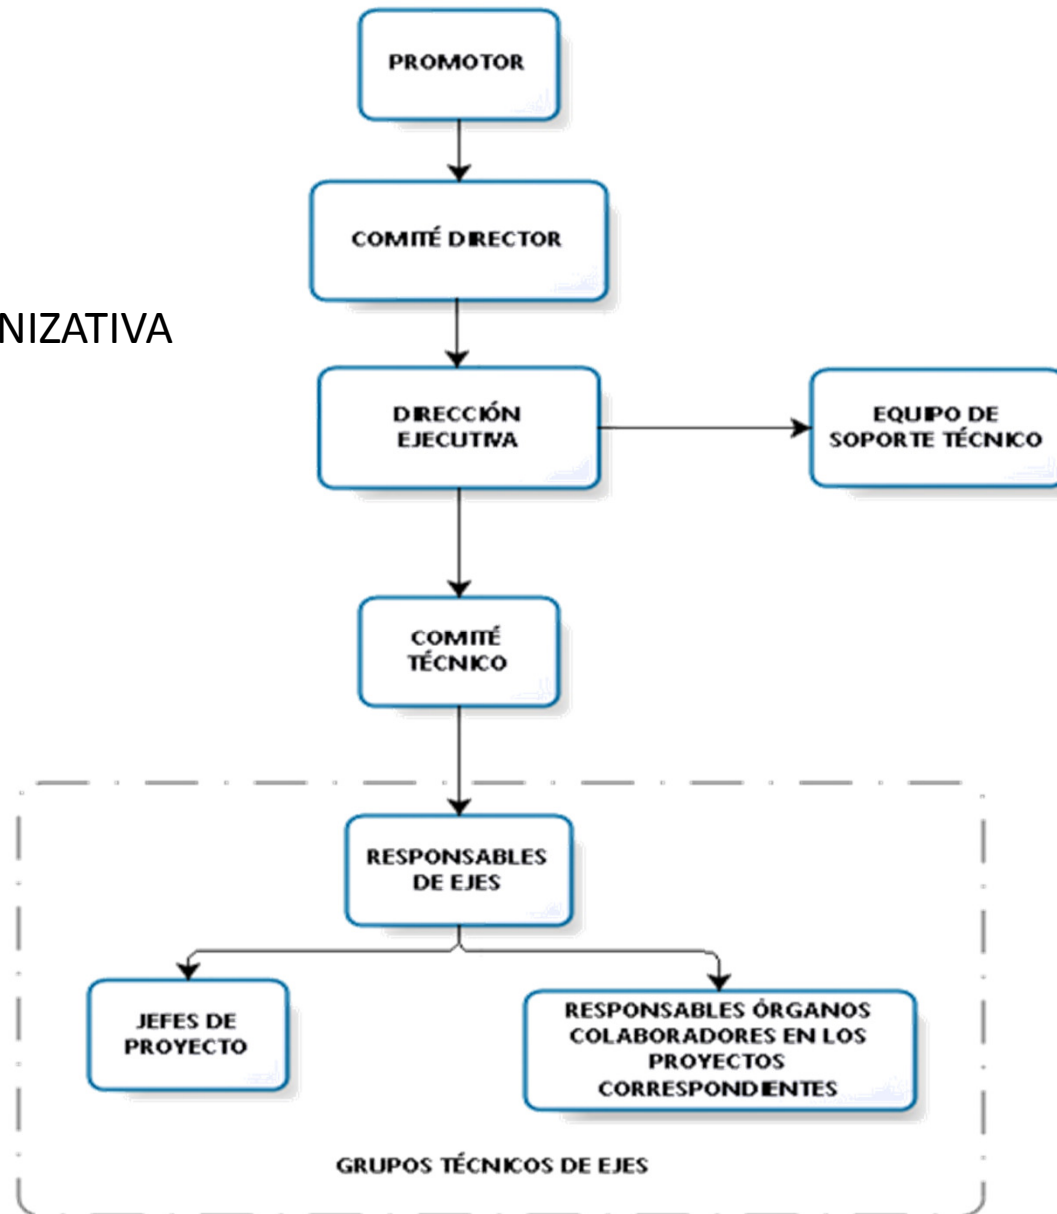 PROMOTOR
COMITÉ DIRECTOR
NIZATIVA
DIRECCIÓN
EJECUTIVA
EQUIPO DE
SOPORTE TÉCNICO
COMITÉ
TÉCNICO
RESPONSABLES
DE EJES
JEFES DE
PROYECTO
RESPONSABLES ÓRGANOS
COLABORADORES EN LOS
PROYECTOS
CORRESPONDIENTES
GRUPOS TÉCNICOS DE EJES